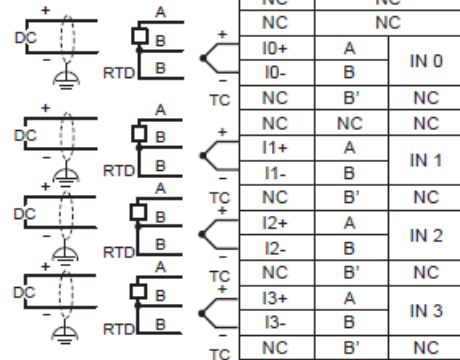 NC NC
+ A NC NC
DC B + I0+ A IN 0
− RTD B − I0- B
TC NC B' NC
+ A NC NC NC
DC B + I1+ A IN 1
− RTD B − I1- B
+ A TC NC B' NC
DC B + I2+ A IN 2
− RTD B − I2- B
+ A TC NC B' NC
DC B + I3+ A IN 3
− RTD B − I3- B
TC NC B' NC